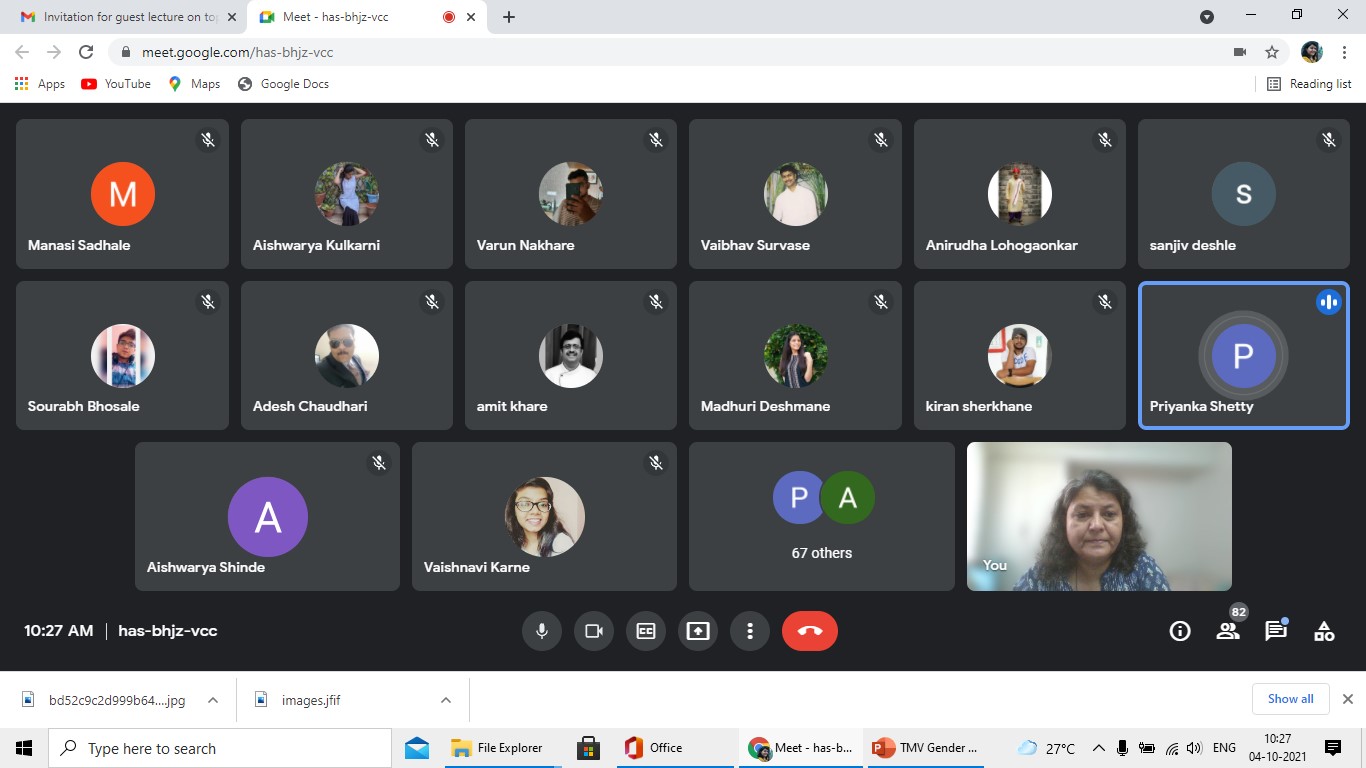 Invitation for guest lecture on top
Meet - has-bhjz-vcc
meet.google.com/has-bhjz-vcc
Apps YouTube Maps Google Docs Reading list
M
Manasi Sadhale
Aishwarya Kulkarni
Varun Nakhare
Vaibhav Survase
Anirudha Lohogaonkar
s
sanjiv deshle
Sourabh Bhosale
Adesh Chaudhari
amit khare
Madhuri Deshmane
kiran sherkhane
P
Priyanka Shetty
A
Aishwarya Shinde
Vaishnavi Karne
P A
67 others
You
10:27 AM | has-bhjz-vcc
CC
82
bd52c9c2d999b64....jpg
images.jfif
Show all
Type here to search
File Explorer
Office
Meet - has-b...
TMV Gender ...
27°C
ENG
10:27
04-10-2021